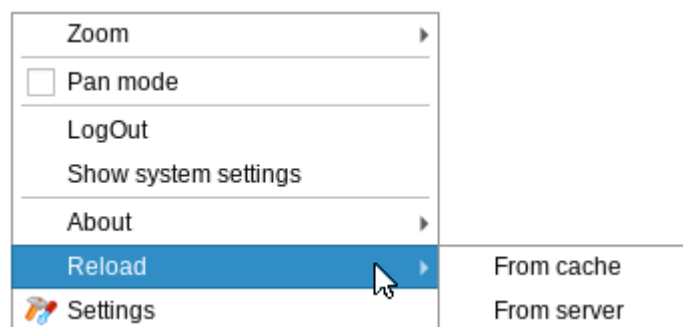 Zoom
Pan mode
LogOut
Show system settings
About
Reload
From cache
Settings
From server